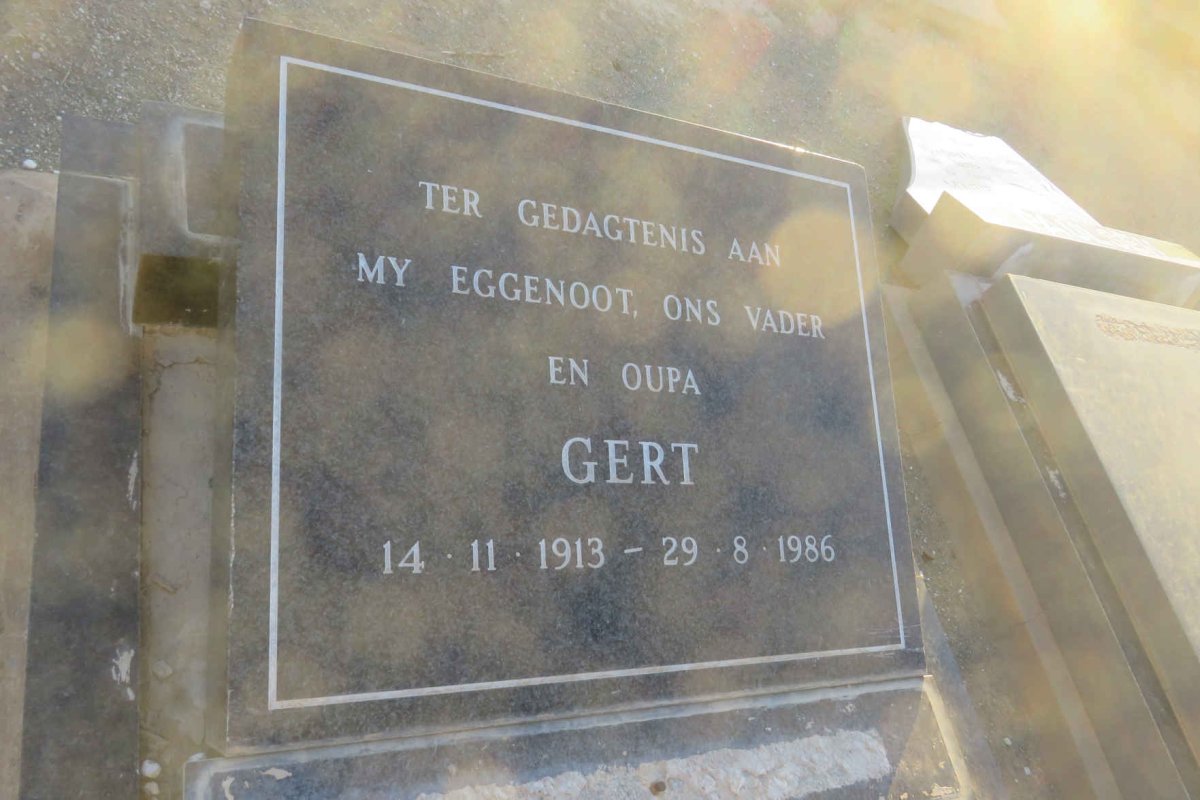 TER GEDAGTENIS AAN
MY EGGENOOT, ONS VADER
EN OUPA
GERT
14 · 11 · 1913 – 29 · 8 · 1986